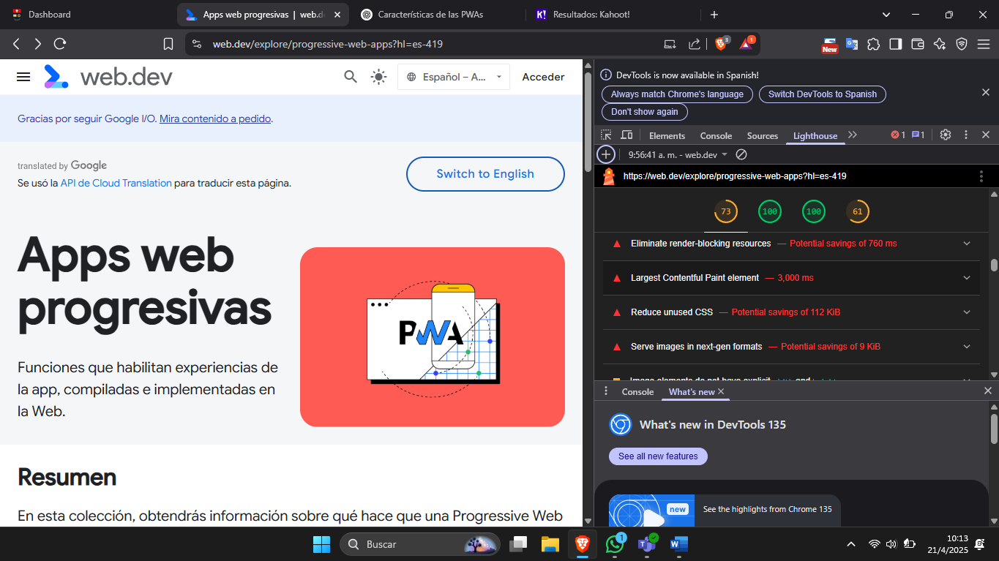 Dashboard
Apps web progresivas | web.d
Características de las PWAs
Resultados: Kahoot!
web.dev/explore/progressive-web-apps?hl=es-419
3
1
New
web.dev
Español – A...
Acceder
Gracias por seguir Google I/O. Mira contenido a pedido.
translated by Google
Se usó la API de Cloud Translation para traducir esta página.
Switch to English
Apps web
progresivas
Funciones que habilitan experiencias de
la app, compiladas e implementadas en
la Web.
PWA
Resumen
En esta colección, obtendrás información sobre qué hace que una Progressive Web
DevTools is now available in Spanish!
Always match Chrome's language
Switch DevTools to Spanish
Don't show again
Elements
Console
Sources
Lighthouse
1
1
9:56:41 a. m. - web.dev
https://web.dev/explore/progressive-web-apps?hl=es-419
73
100
100
61
Eliminate render-blocking resources — Potential savings of 760 ms
Largest Contentful Paint element — 3,000 ms
Reduce unused CSS — Potential savings of 112 KiB
Serve images in next-gen formats — Potential savings of 9 KiB
Image elements do not have explicit width and height
Console
What's new
What's new in DevTools 135
See all new features
new
See the highlights from Chrome 135
Buscar
1
10:13
21/4/2025